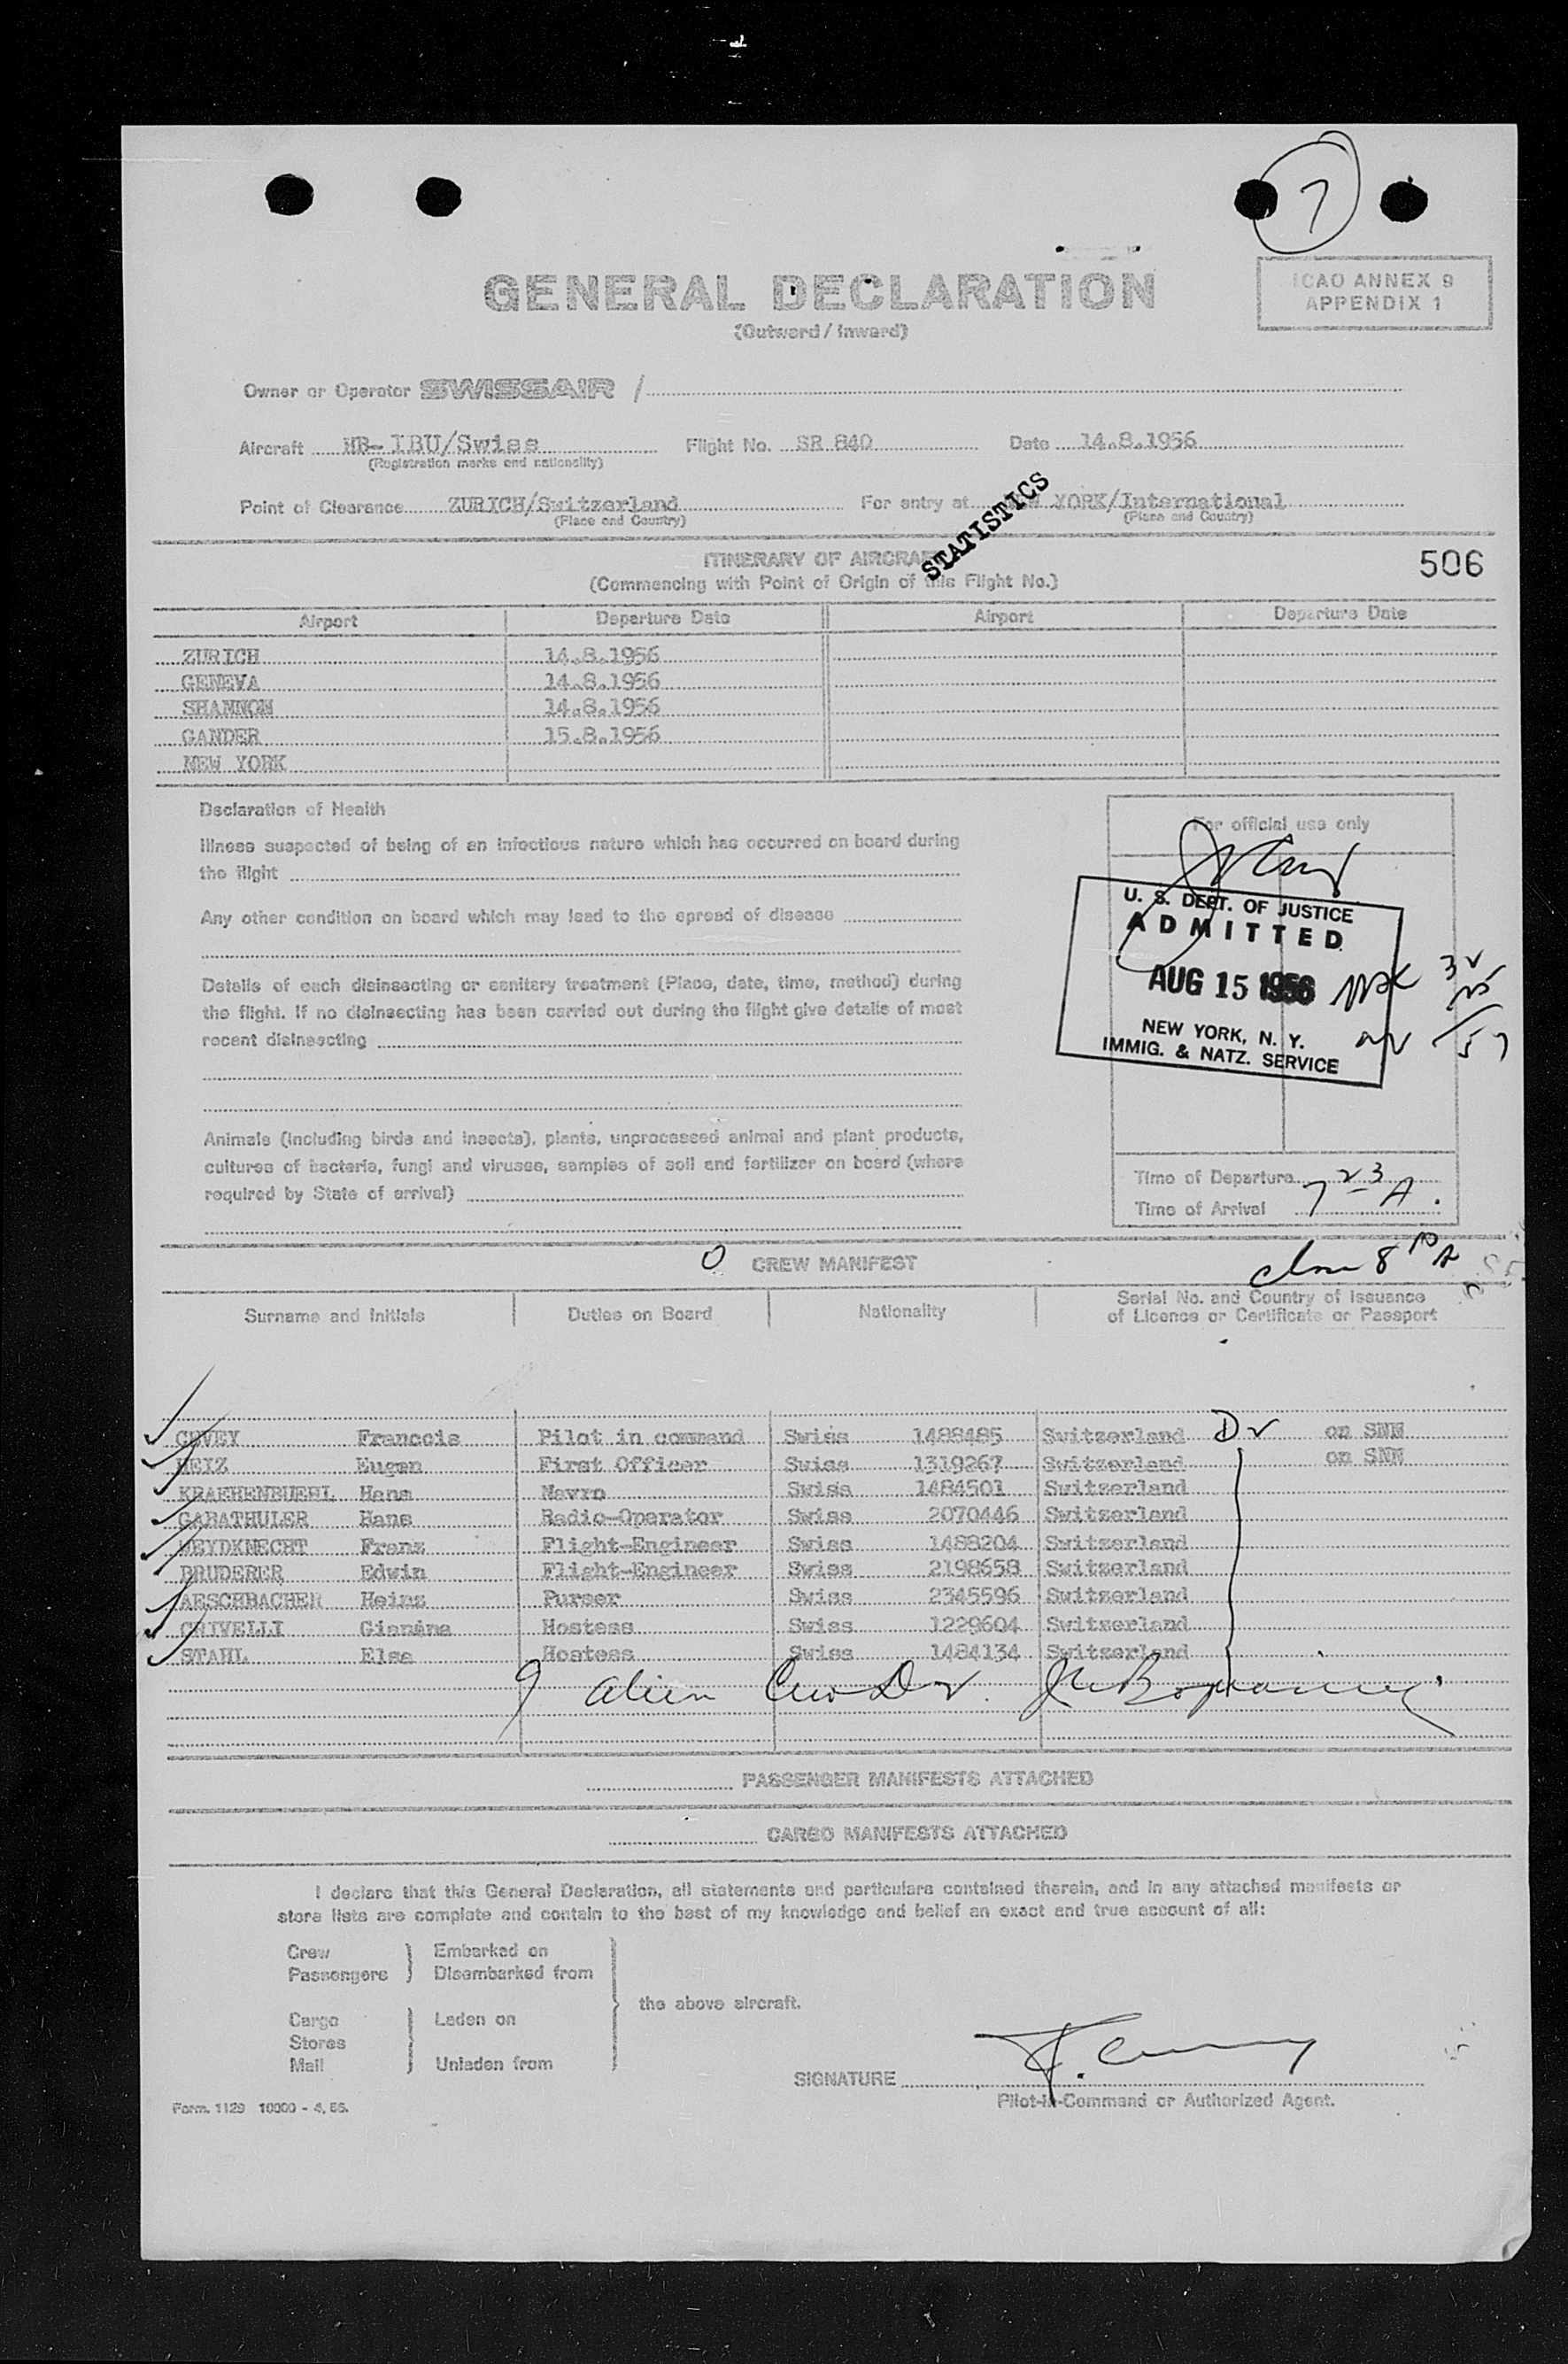 7
GENERAL DECLARATION
(Outward / Inward)
ICAO ANNEX 9
APPENDIX 1
Owner or Operator SWISSAIR /
Aircraft HB-IBU/Swiss Flight No. SR 840 Date 14.8.1956
(Registration marks and nationality)
Point of Clearance ZURICH/Switzerland For entry at YORK/International
(Place and Country) (Place and Country)
STATISTICS
ITINERARY OF AIRCRAFT
506
(Commencing with Point of Origin of this Flight No.)
Airport Departure Date Airport Departure Date
ZURICH 14.8.1956
GENEVA 14.8.1956
SHANNON 14.8.1956
GANDER 15.8.1956
NEW YORK
Declaration of Health
Illness suspected of being of an infectious nature which has occurred on board during
the flight
Any other condition on board which may lead to the spread of disease
Details of each disinsecting or sanitary treatment (Place, date, time, method) during
the flight. If no disinsecting has been carried out during the flight give details of most
recent disinsecting
Animals (including birds and insects), plants, unprocessed animal and plant products,
cultures of bacteria, fungi and viruses, samples of soil and fertilizer on board (where
required by State of arrival)
For official use only
U. S. DEPT. OF JUSTICE
ADMITTED
AUG 15 1956
NEW YORK, N. Y.
IMMIG. & NATZ. SERVICE
Time of Departure
Time of Arrival 7 23 A.
0 CREW MANIFEST
Surname and Initials Duties on Board Nationality Serial No. and Country of Issuance
of Licence or Certificate or Passport
Francois Pilot in command Swiss 1488485 Switzerland on SNN
HEIZ Eugen First Officer Swiss 1319267 Switzerland on SNN
KRAEHENBUEHL Hans Navro Swiss 1484501 Switzerland
GABATHULER Hans Radio-Operator Swiss 2070446 Switzerland
WEYDKNECHT Franz Flight-Engineer Swiss 1488204 Switzerland
BRUDERER Edwin Flight-Engineer Swiss 2198658 Switzerland
AESCHBACHER Heinz Purser Swiss 2345596 Switzerland
CRIVELLI Hostess Swiss 1229604 Switzerland
STAHL Elsa Hostess Swiss 1484134 Switzerland
9 alien
PASSENGER MANIFESTS ATTACHED
CARGO MANIFESTS ATTACHED
I declare that this General Declaration, all statements and particulars contained therein, and in any attached manifests or
store lists are complete and contain to the best of my knowledge and belief an exact and true account of all:
Crew Embarked on
Passengers Disembarked from
the above aircraft.
Cargo Laden on
Stores
Mail Unladen from
SIGNATURE
Pilot-in-Command or Authorized Agent.
Form. 1129 10000 - 4, 56.